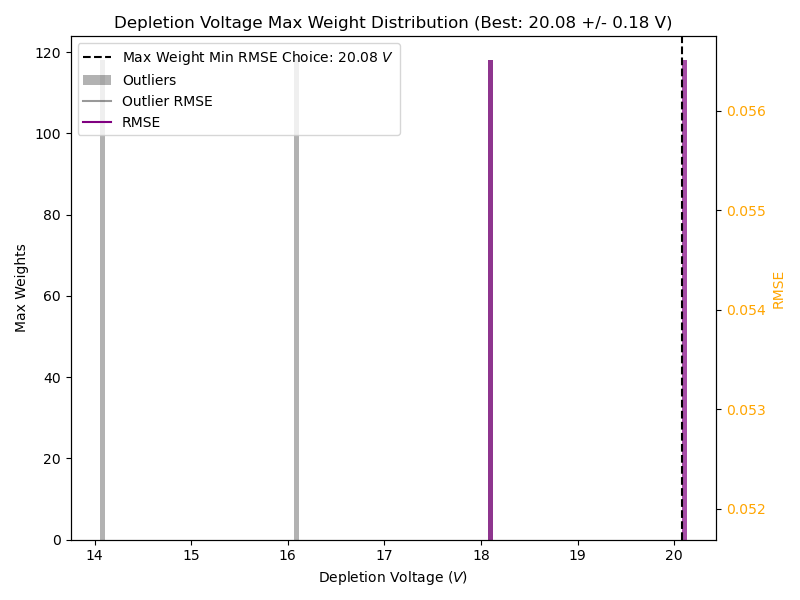 Depletion Voltage Max Weight Distribution (Best: 20.08 +/- 0.18 V)
Max Weight Min RMSE Choice: 20.08 V
Outliers
Outlier RMSE
RMSE
120
100
80
60
40
20
0
Max Weights
0.056
0.055
0.054
0.053
0.052
RMSE
14 15 16 17 18 19 20
Depletion Voltage (V)